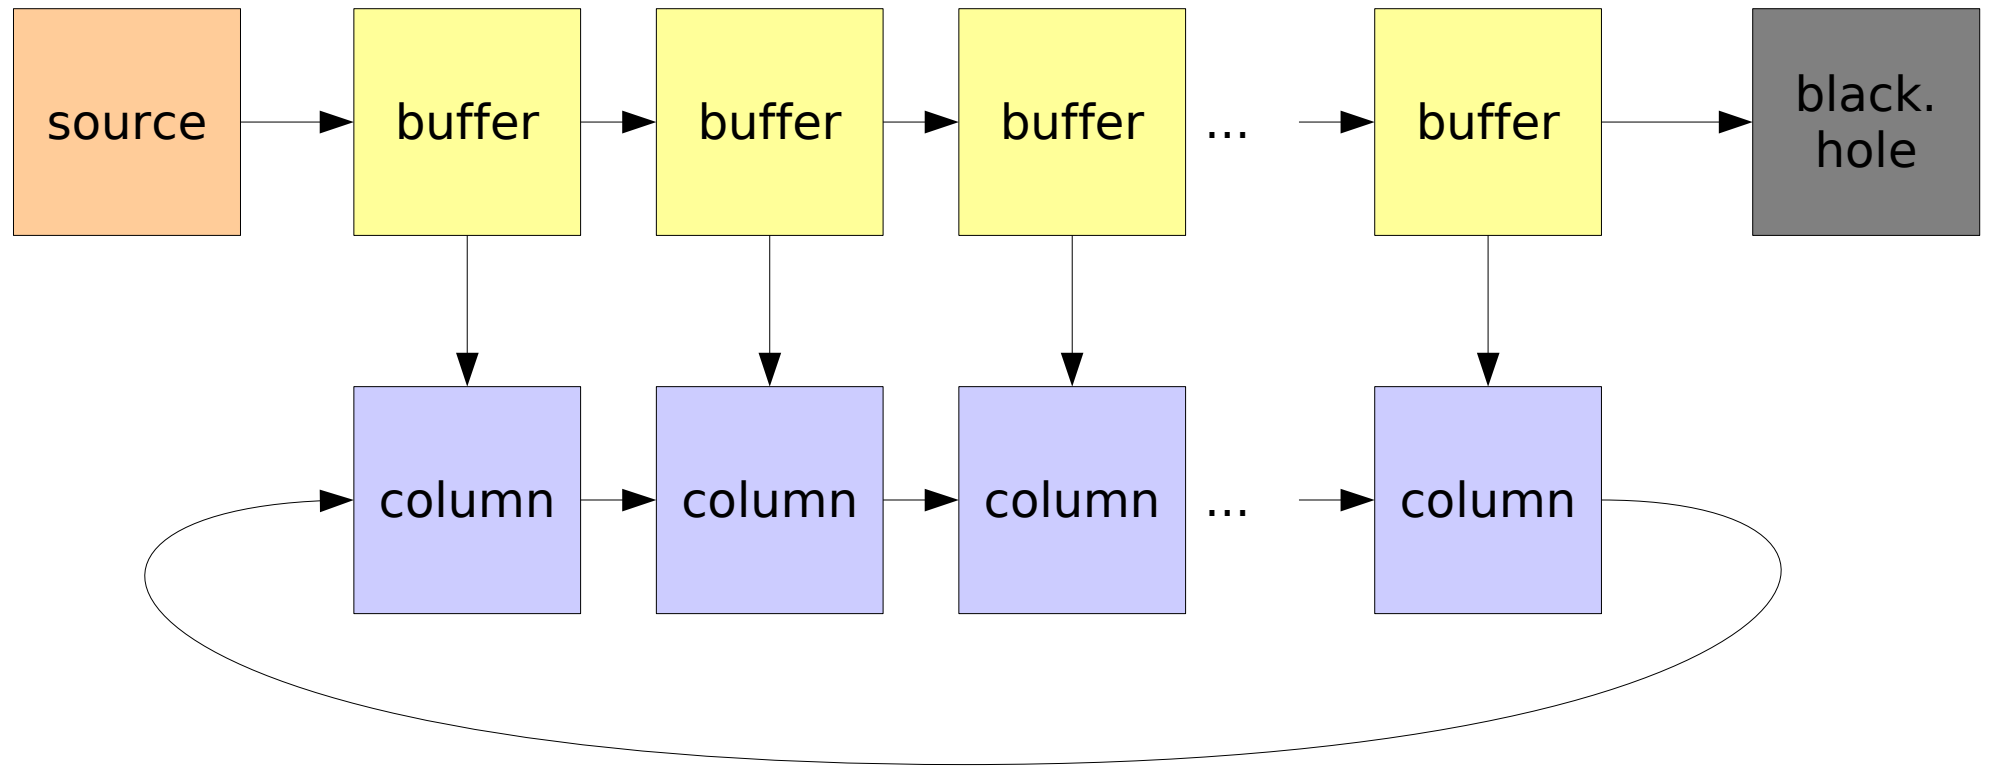 source
buffer
buffer
buffer
...
buffer
black.
hole
column
column
column
...
column